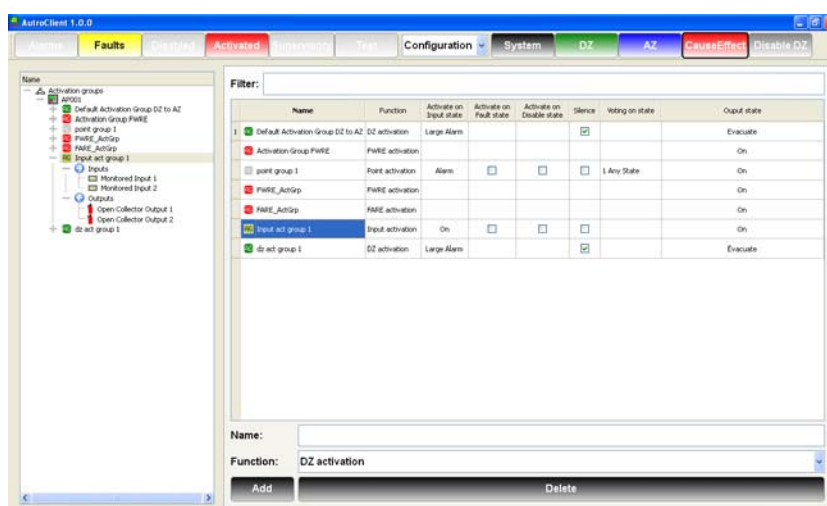 AutroClient 1.0.0
Alarms Faults Disabled Activated Suppression Test Configuration System DZ AZ CauseEffect Disable DZ
Name
Activation groups
AP001
Default Activation Group DZ to AZ
Activation Group FWRE
point group 1
FWRE_ActGrp
FARE_ActGrp
Input act group 1
Inputs
Monitored Input 1
Monitored Input 2
Outputs
Open Collector Output 1
Open Collector Output 2
dz act group 1
Filter:
Name Function Activate on Input state Activate on Fault state Activate on Disable state Silence Voting on state Ouput state
1 Default Activation Group DZ to AZ DZ activation Large Alarm Evacuate
Activation Group FWRE FWRE activation On
point group 1 Point activation Alarm 1 Any State On
FWRE_ActGrp FWRE activation On
FARE_ActGrp FARE activation On
Input act group 1 Input activation On On
dz act group 1 DZ activation Large Alarm Evacuate
Name:
Function: DZ activation
Add Delete